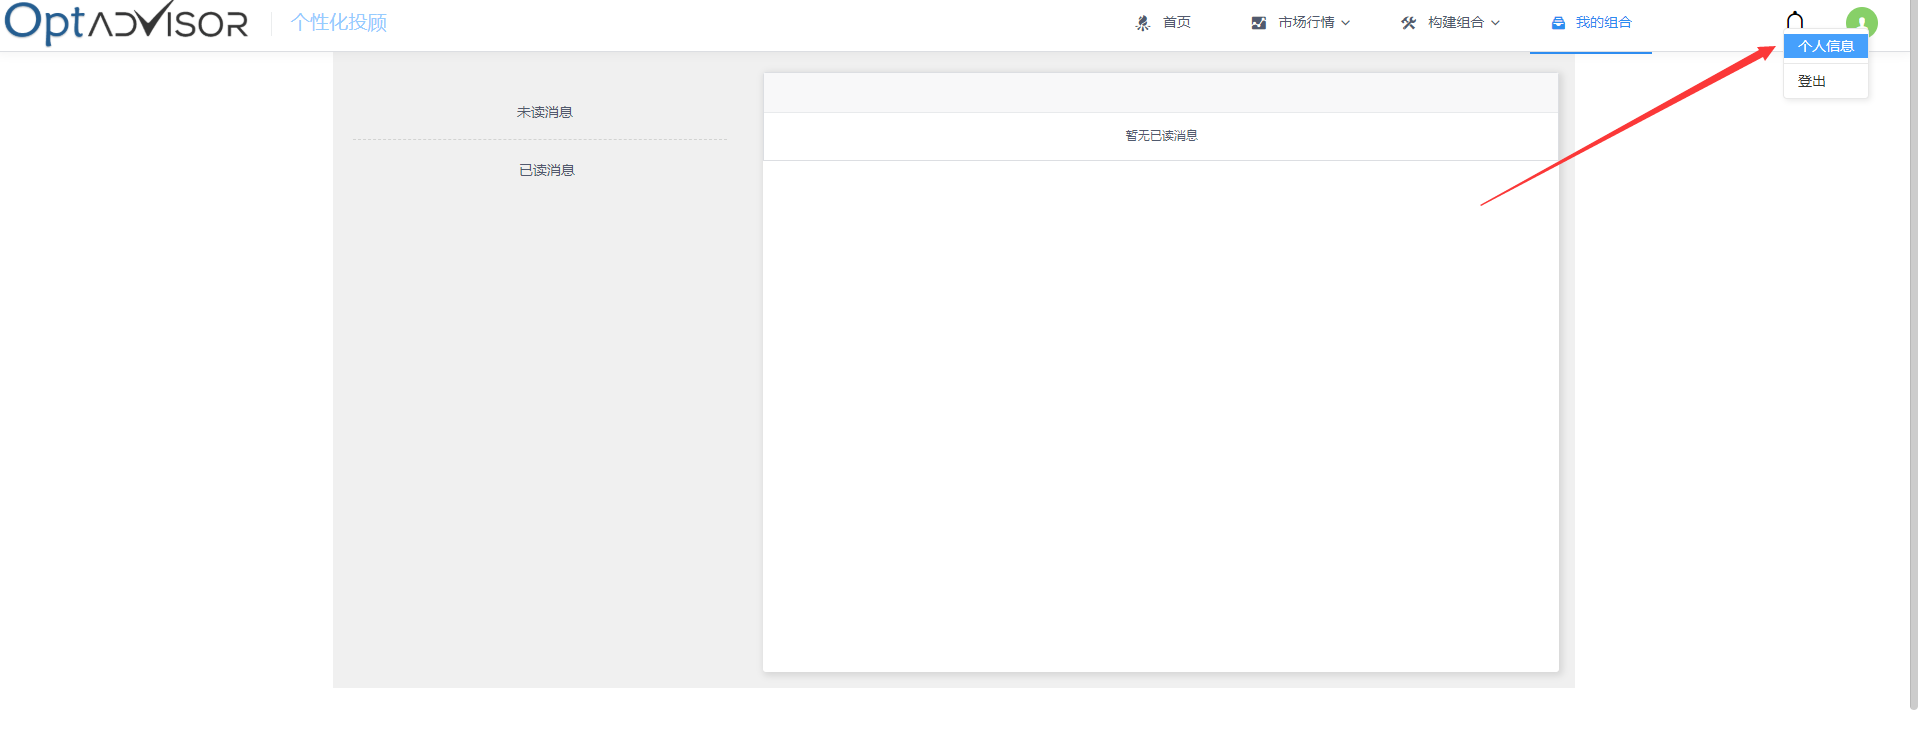 OptADVISOR 个性化投顾 首页 市场行情 构建组合 我的组合
个人信息
登出
未读消息
已读消息
暂无已读消息